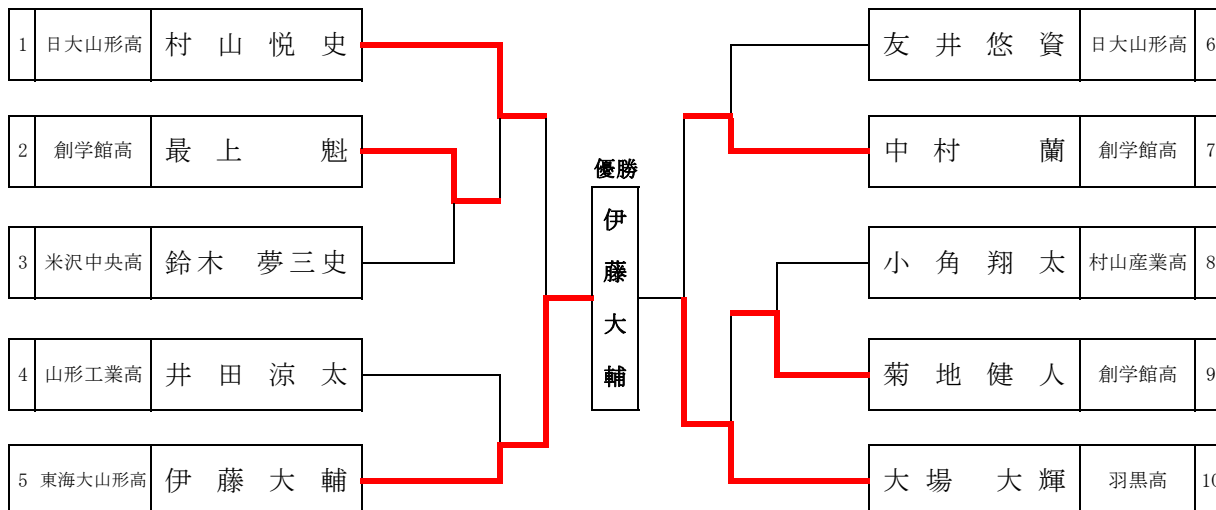 1 日大山形高 村山悦史
2 創学館高 最上 魁
3 米沢中央高 鈴木 夢三史
4 山形工業高 井田涼太
5 東海大山形高 伊藤大輔
優勝
伊藤大輔
友井悠資 日大山形高 6
中村 蘭 創学館高 7
小角翔太 村山産業高 8
菊地健人 創学館高 9
大場 大輝 羽黒高 10